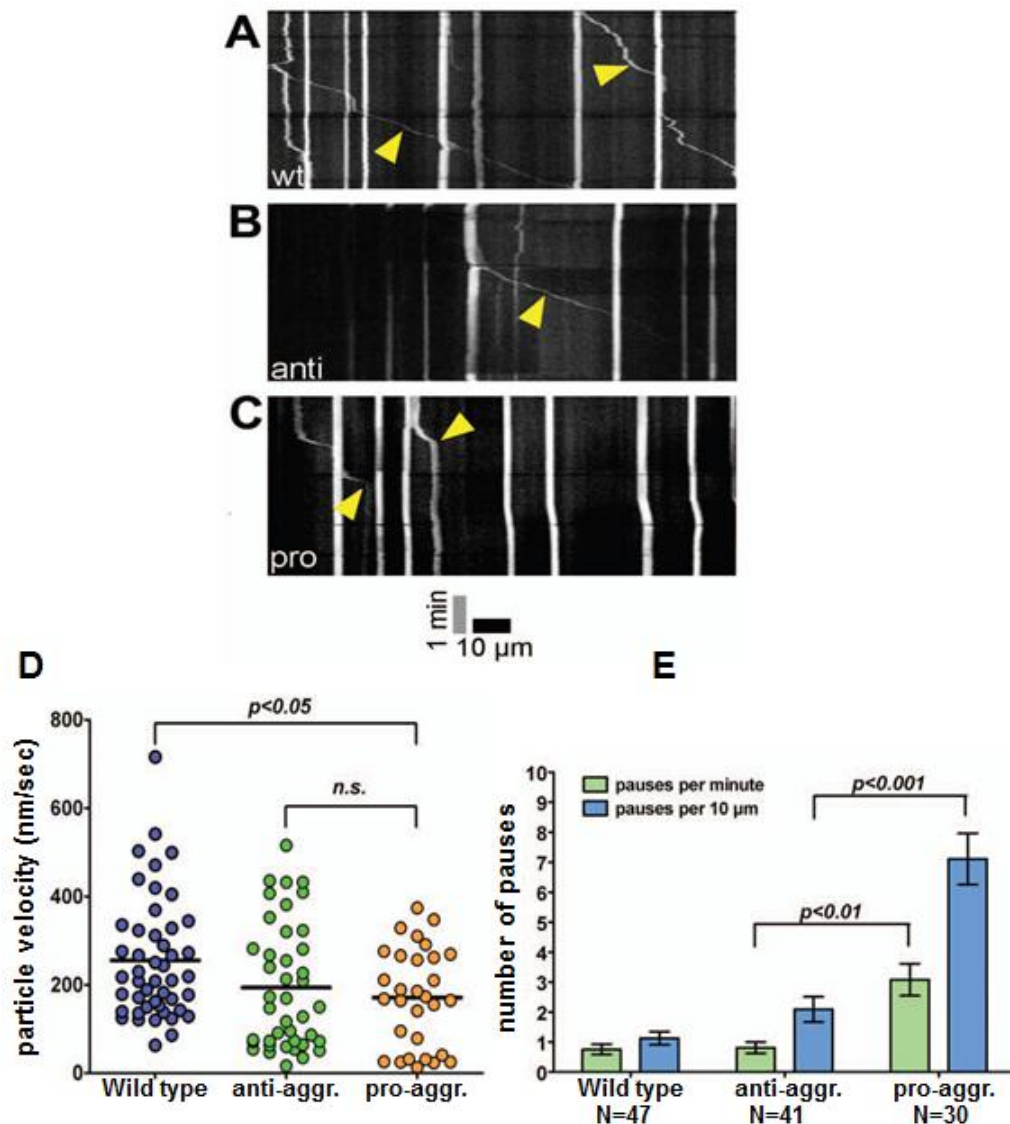 A
wt
B
anti
C
pro
1 min
10 μm
D
E
p<0.05
n.s.
800
600
400
200
0
particle velocity (nm/sec)
Wild type anti-aggr. pro-aggr.
pauses per minute
pauses per 10 μm
p<0.001
p<0.01
10
9
8
7
6
5
4
3
2
1
0
number of pauses
Wild type anti-aggr. pro-aggr.
N=47 N=41 N=30